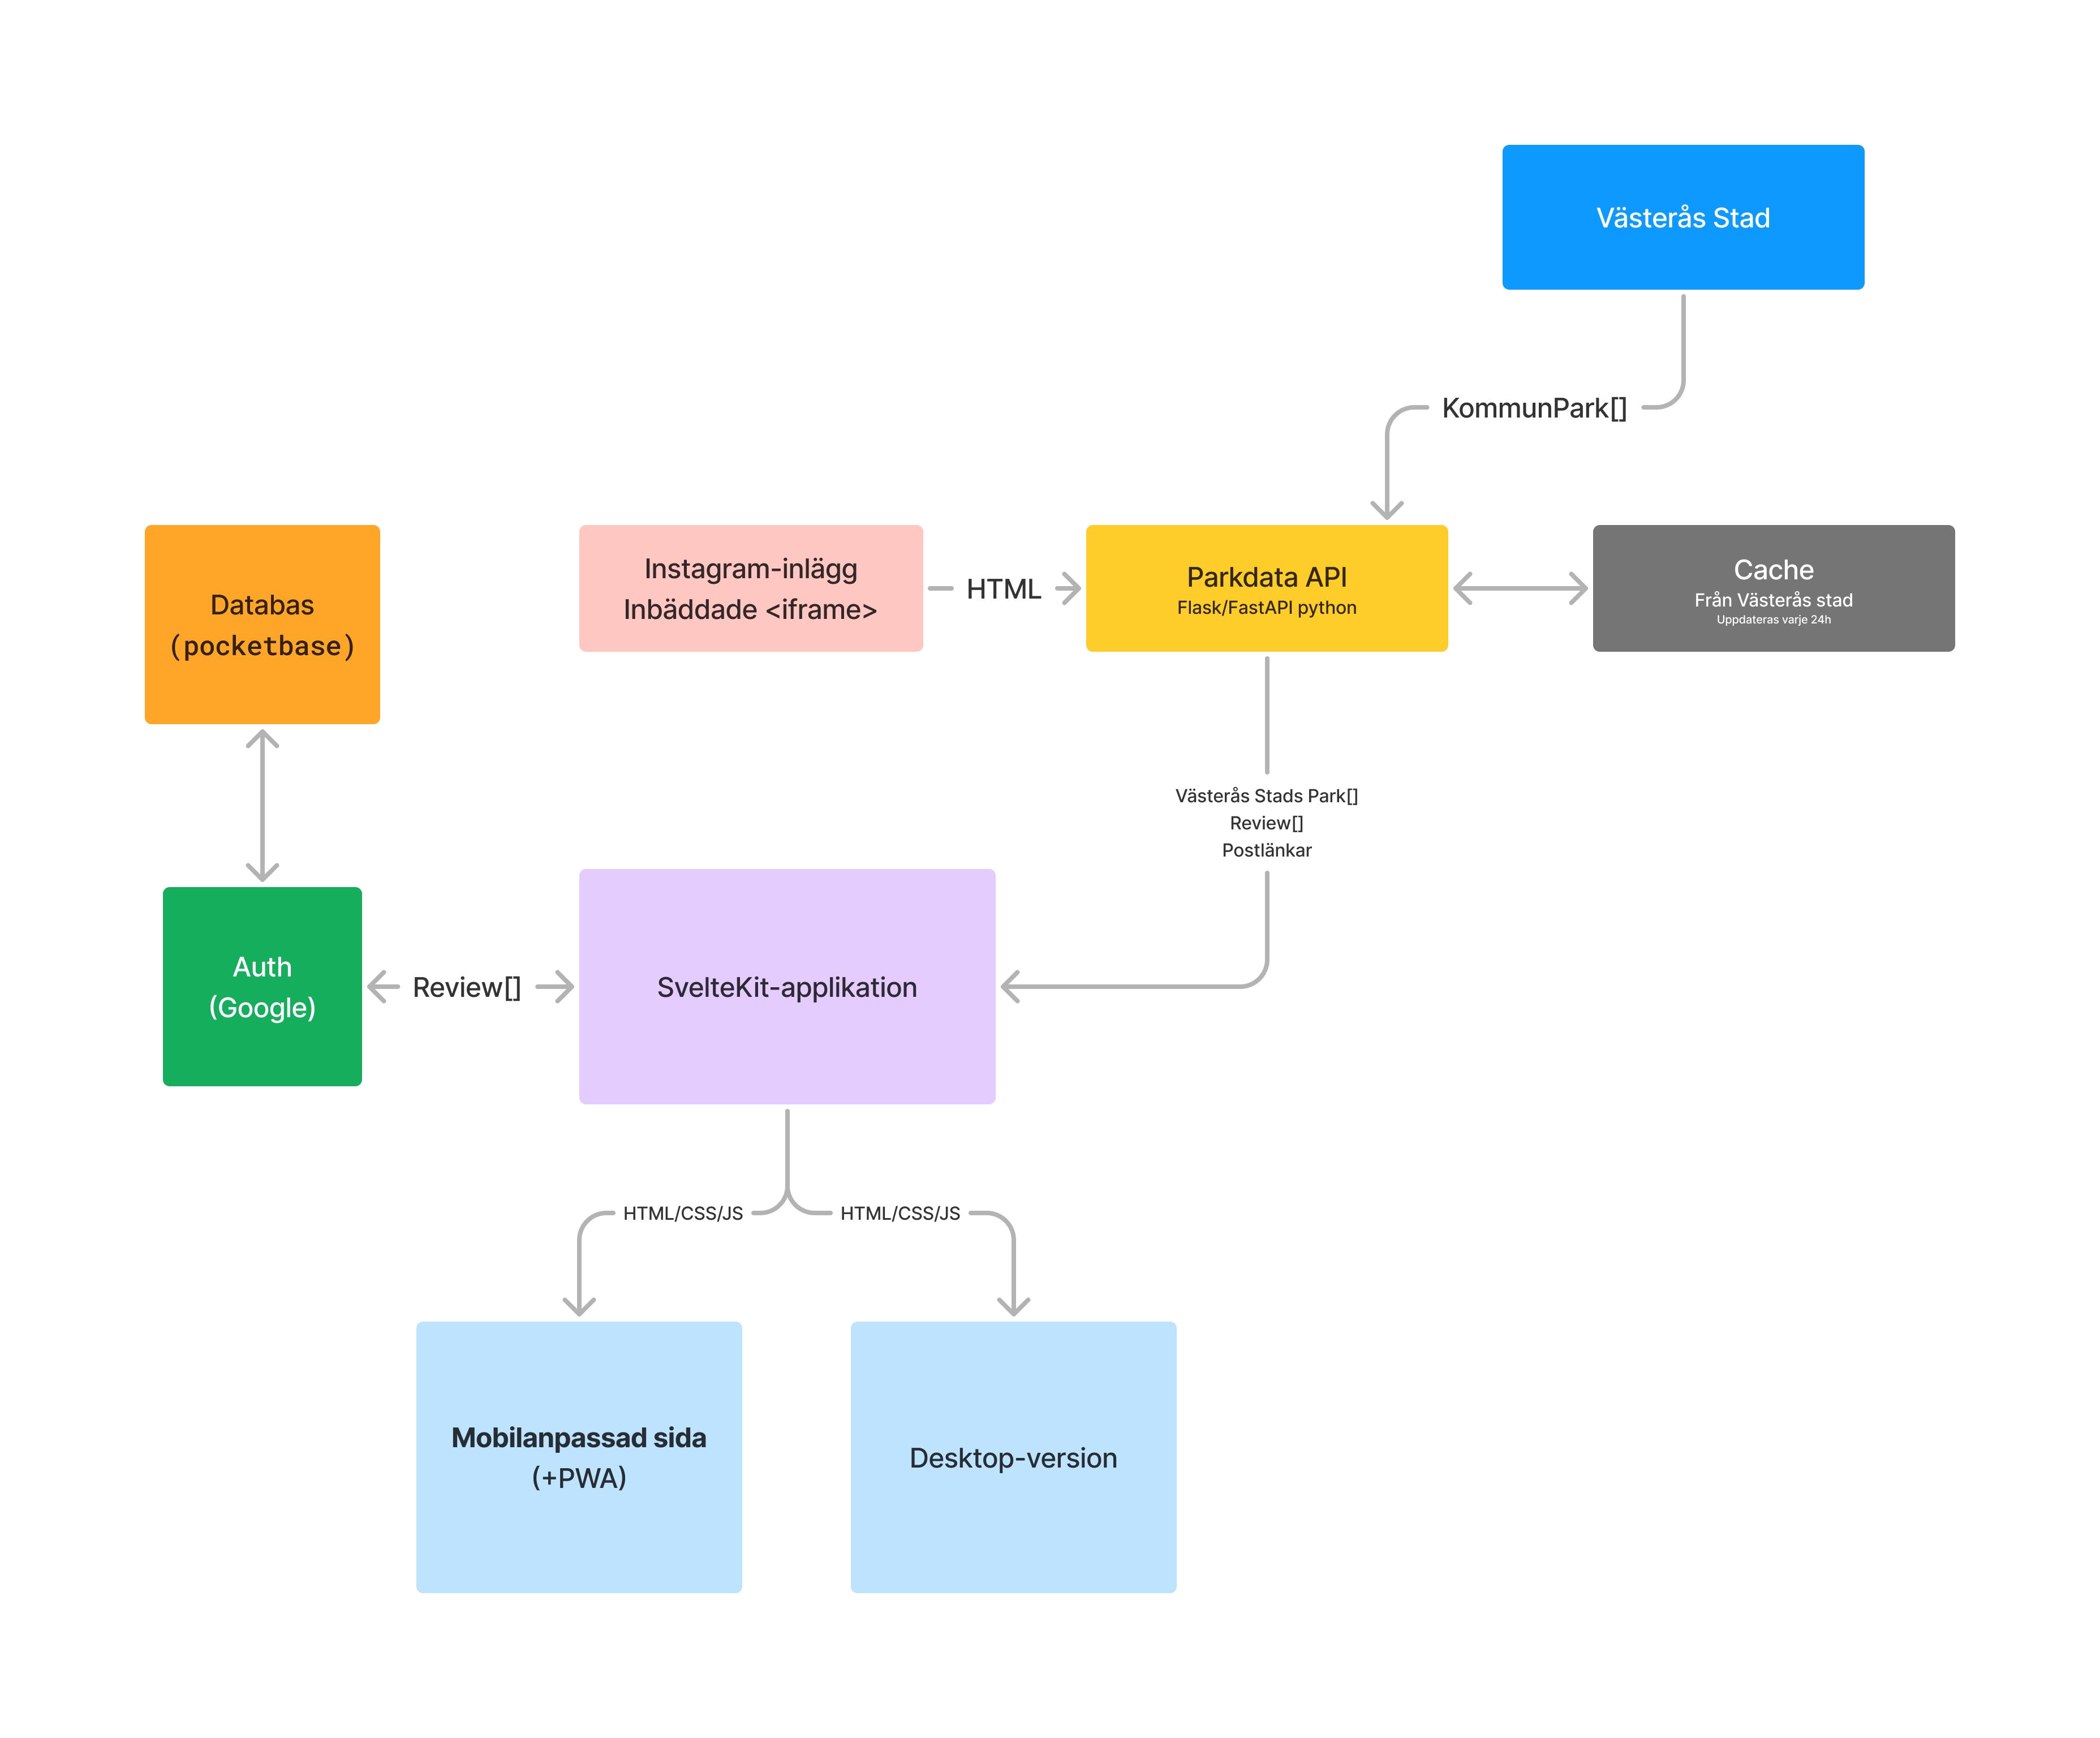 Västerås Stad
KommunPark[]
Databas
(pocketbase)
Instagram-inlägg
Inbäddade <iframe>
HTML
Parkdata API
Flask/FastAPI python
Cache
Från Västerås stad
Uppdateras varje 24h
Västerås Stads Park[]
Review[]
Postlänkar
Auth
(Google)
Review[]
SvelteKit-applikation
HTML/CSS/JS
HTML/CSS/JS
Mobilanpassad sida
(+PWA)
Desktop-version